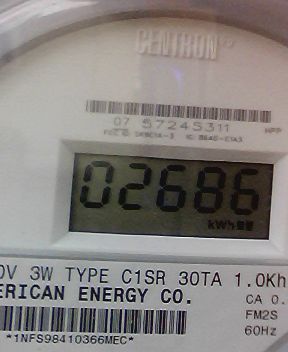 CENTRON
07 57245311
HPP
02686
kWh
0V 3W TYPE C1SR 30TA 1.0Kh
ERICAN ENERGY CO.
CA 0.
FM2S
60Hz
*1NFS98410366MEC*